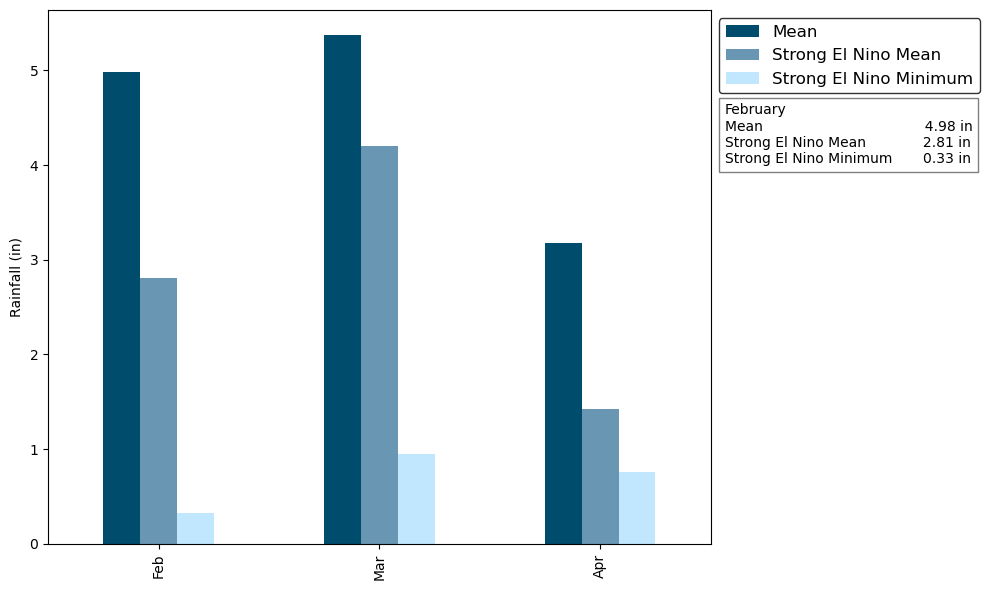 Mean
Strong El Nino Mean
Strong El Nino Minimum
February
Mean 4.98 in
Strong El Nino Mean 2.81 in
Strong El Nino Minimum 0.33 in
Rainfall (in)
5
4
3
2
1
0
Feb
Mar
Apr